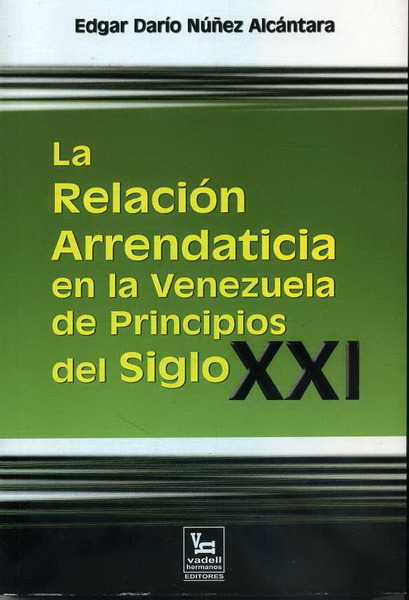 Edgar Darío Núñez Alcántara
La
Relación
Arrendaticia
en la Venezuela
de Principios
del Siglo XXI
vadell
hermanos
EDITORES